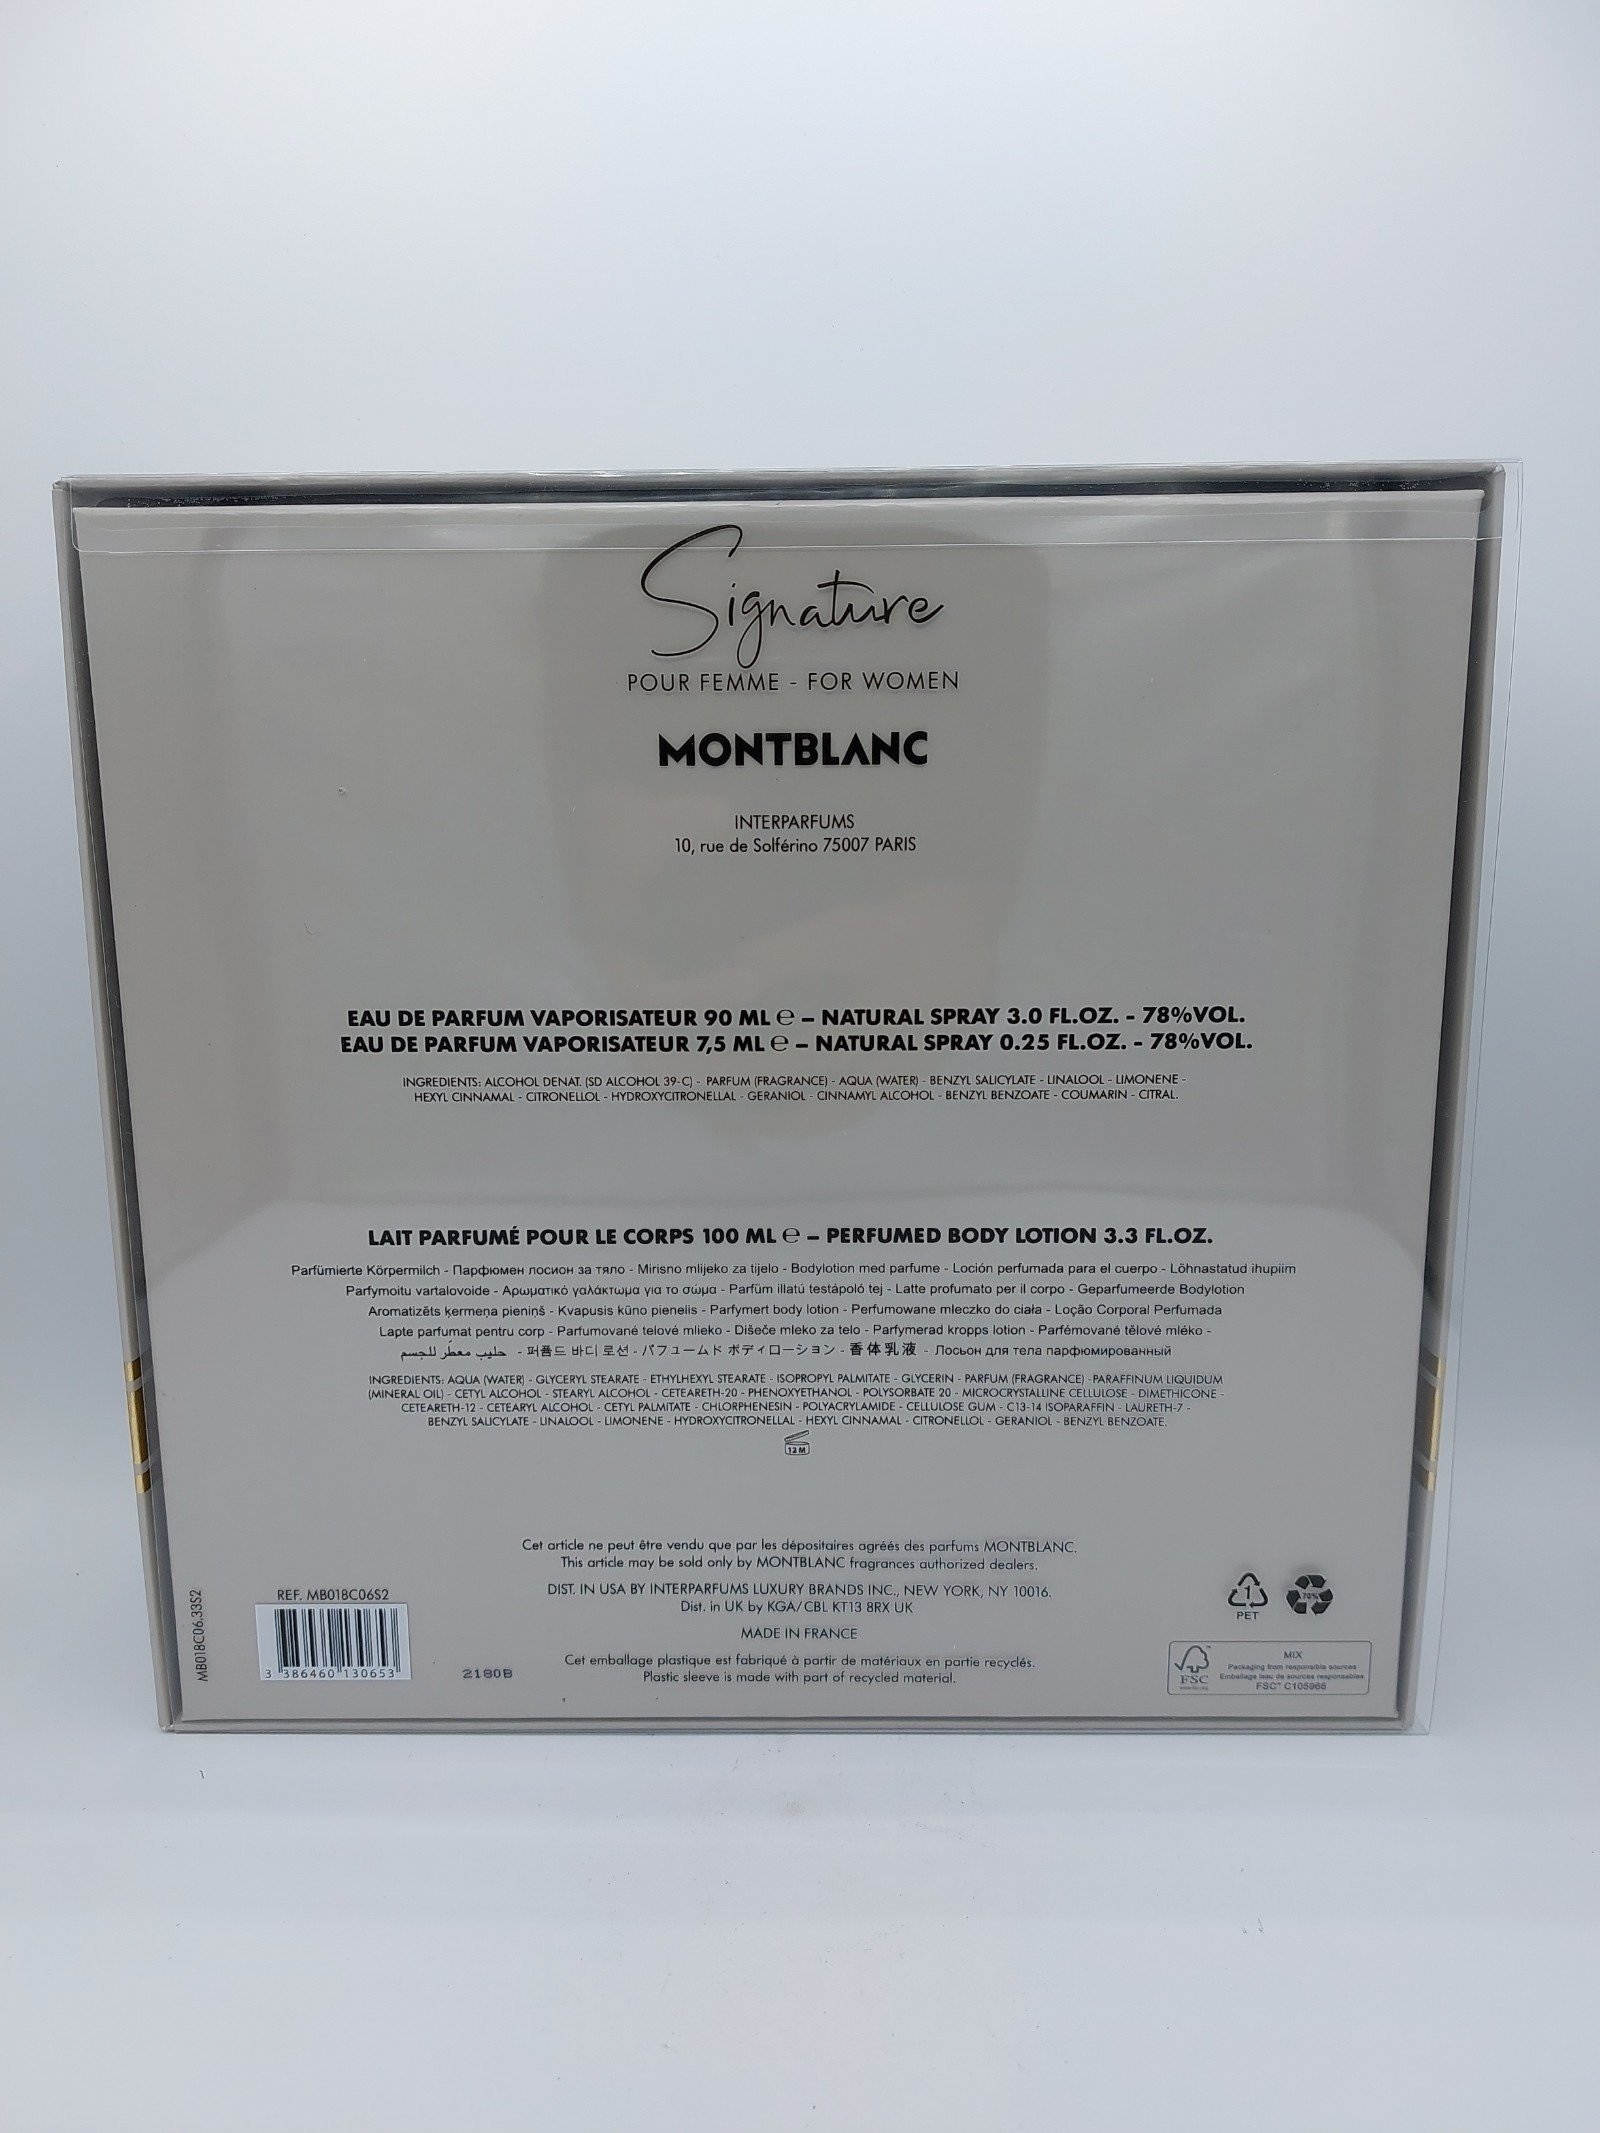 Signature
POUR FEMME - FOR WOMEN
MONTBLANC
INTERPARFUMS
10, rue de Solférino 75007 PARIS
EAU DE PARFUM VAPORISATEUR 90 ML ℮ – NATURAL SPRAY 3.0 FL.OZ. - 78%VOL.
EAU DE PARFUM VAPORISATEUR 7,5 ML ℮ – NATURAL SPRAY 0.25 FL.OZ. - 78%VOL.
INGREDIENTS: ALCOHOL DENAT. (SD ALCOHOL 39-C) - PARFUM (FRAGRANCE) - AQUA (WATER) - BENZYL SALICYLATE - LINALOOL - LIMONENE -
HEXYL CINNAMAL - CITRONELLOL - HYDROXYCITRONELLAL - GERANIOL - CINNAMYL ALCOHOL - BENZYL BENZOATE - COUMARIN - CITRAL.
LAIT PARFUMÉ POUR LE CORPS 100 ML ℮ – PERFUMED BODY LOTION 3.3 FL.OZ.
Parfümierte Körpermilch - Парфюмен лосион за тяло - Mirisno mlijeko za tijelo - Bodylotion med parfume - Loción perfumada para el cuerpo - Lõhnastatud ihupiim
Parfymoitu vartalovoide - Αρωματικό γαλάκτωμα για το σώμα - Parfüm illatú testápoló tej - Latte profumato per il corpo - Geparfumeerde Bodylotion
Aromatizēts ķermeņa pieniņš - Kvapusis kūno pienelis - Parfymert body lotion - Perfumowane mleczko do ciała - Loção Corporal Perfumada
Lapte parfumat pentru corp - Parfumované telové mlieko - Dišeče mleko za telo - Parfymerad kropps lotion - Parfémované tělové mléko -
حليب معطر للجسم - 퍼퓸드 바디 로션 - パフュームド ボディローション - 香体乳液 - Лосьон для тела парфюмированный
INGREDIENTS: AQUA (WATER) - GLYCERYL STEARATE - ETHYLHEXYL STEARATE - ISOPROPYL PALMITATE - GLYCERIN - PARFUM (FRAGRANCE) -PARAFFINUM LIQUIDUM
(MINERAL OIL) - CETYL ALCOHOL - STEARYL ALCOHOL - CETEARETH-20 - PHENOXYETHANOL - POLYSORBATE 20 - MICROCRYSTALLINE CELLULOSE - DIMETHICONE -
CETEARETH-12 - CETEARYL ALCOHOL - CETYL PALMITATE - CHLORPHENESIN - POLYACRYLAMIDE - CELLULOSE GUM - C13-14 ISOPARAFFIN - LAURETH-7 -
BENZYL SALICYLATE - LINALOOL - LIMONENE - HYDROXYCITRONELLAL - HEXYL CINNAMAL - CITRONELLOL - GERANIOL - BENZYL BENZOATE.
12 M
Cet article ne peut être vendu que par les dépositaires agréés des parfums MONTBLANC.
This article may be sold only by MONTBLANC fragrances authorized dealers.
DIST. IN USA BY INTERPARFUMS LUXURY BRANDS INC., NEW YORK, NY 10016.
Dist. in UK by KGA/CBL KT13 8RX UK
MADE IN FRANCE
Cet emballage plastique est fabriqué à partir de matériaux en partie recyclés.
Plastic sleeve is made with part of recycled material.
MB018C06.33S2
REF. MB018C06S2
3 386460 130653
2180B
1
PET
70%
FSC
www.fsc.org
MIX
Packaging from responsible sources
Emballage issu de sources responsables
FSC™ C105966